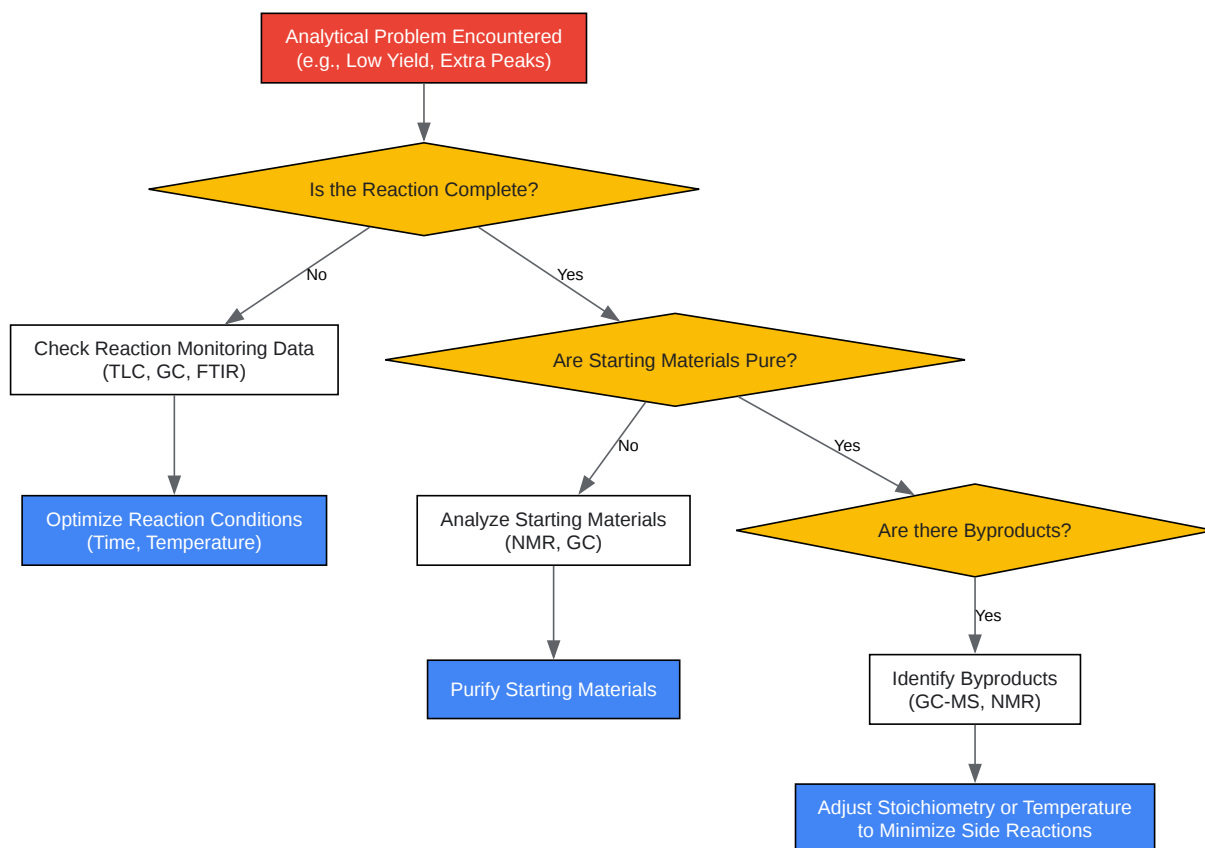 Analytical Problem Encountered
(e.g., Low Yield, Extra Peaks)
Is the Reaction Complete?
No
Yes
Check Reaction Monitoring Data
(TLC, GC, FTIR)
Are Starting Materials Pure?
No
Yes
Optimize Reaction Conditions
(Time, Temperature)
Analyze Starting Materials
(NMR, GC)
Are there Byproducts?
Yes
Purify Starting Materials
Identify Byproducts
(GC-MS, NMR)
Adjust Stoichiometry or Temperature
to Minimize Side Reactions